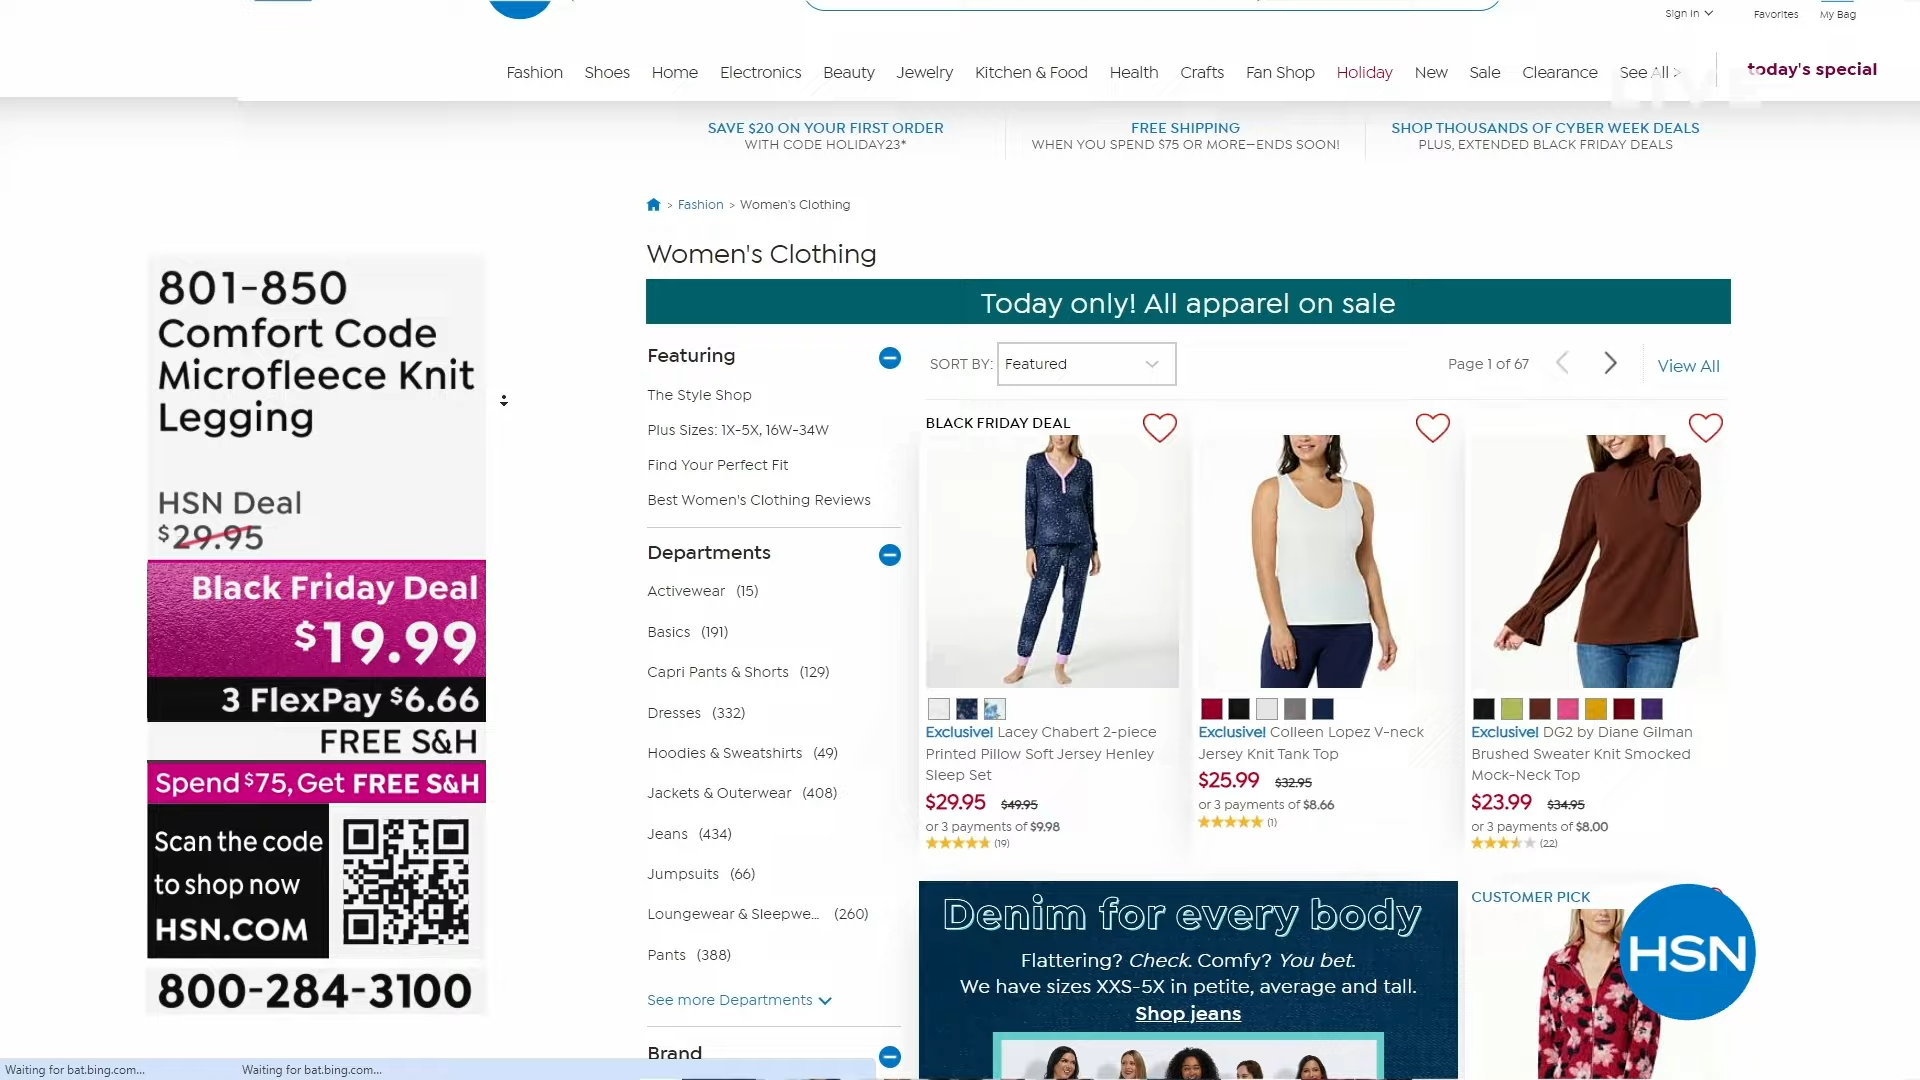 Sign In
Favorites
My Bag
Fashion
Shoes
Home
Electronics
Beauty
Jewelry
Kitchen & Food
Health
Crafts
Fan Shop
Holiday
New
Sale
Clearance
See All >
today's special
LIVE
SAVE $20 ON YOUR FIRST ORDER
WITH CODE HOLIDAY23*
FREE SHIPPING
WHEN YOU SPEND $75 OR MORE—ENDS SOON!
SHOP THOUSANDS OF CYBER WEEK DEALS
PLUS, EXTENDED BLACK FRIDAY DEALS
> Fashion > Women's Clothing
Women's Clothing
Today only! All apparel on sale
801-850
Comfort Code
Microfleece Knit
Legging
HSN Deal
$29.95
Black Friday Deal
$19.99
3 FlexPay $6.66
FREE S&H
Spend $75, Get FREE S&H
Scan the code
to shop now
HSN.COM
800-284-3100
Featuring
The Style Shop
Plus Sizes: 1X-5X, 16W-34W
Find Your Perfect Fit
Best Women's Clothing Reviews
Departments
Activewear (15)
Basics (191)
Capri Pants & Shorts (129)
Dresses (332)
Hoodies & Sweatshirts (49)
Jackets & Outerwear (408)
Jeans (434)
Jumpsuits (66)
Loungewear & Sleepwe... (260)
Pants (388)
See more Departments
Brand
SORT BY: Featured
Page 1 of 67
View All
BLACK FRIDAY DEAL
Exclusive! Lacey Chabert 2-piece
Printed Pillow Soft Jersey Henley
Sleep Set
$29.95 $49.95
or 3 payments of $9.98
(19)
Exclusive! Colleen Lopez V-neck
Jersey Knit Tank Top
$25.99 $32.95
or 3 payments of $8.66
(1)
Exclusive! DG2 by Diane Gilman
Brushed Sweater Knit Smocked
Mock-Neck Top
$23.99 $34.95
or 3 payments of $8.00
(22)
Denim for every body
Flattering? Check. Comfy? You bet.
We have sizes XXS-5X in petite, average and tall.
Shop jeans
CUSTOMER PICK
HSN
Waiting for bat.bing.com...
Waiting for bat.bing.com...